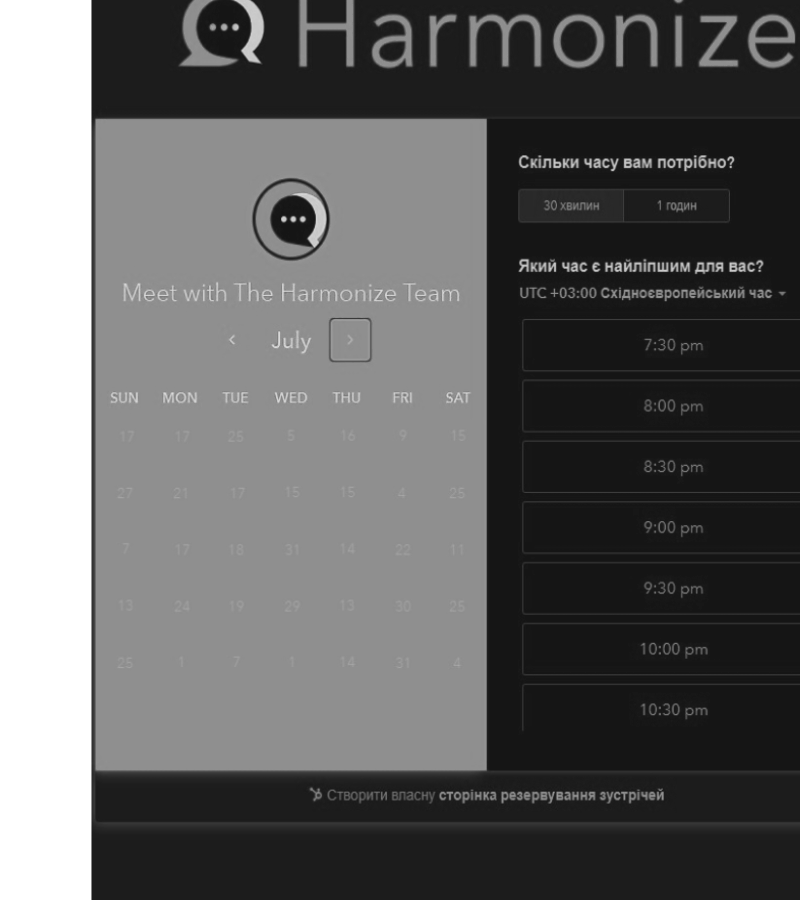 Harmonize
Meet with The Harmonize Team
July
SUN MON TUE WED THU FRI SAT
17 17 25 5 16 9 15
27 21 17 15 15 4 25
7 17 18 31 14 22 11
13 24 19 29 13 30 25
25 1 7 1 14 31 4
Скільки часу вам потрібно?
30 хвилин 1 годин
Який час є найліпшим для вас?
UTC +03:00 Східноєвропейський час
7:30 pm
8:00 pm
8:30 pm
9:00 pm
9:30 pm
10:00 pm
10:30 pm
Створити власну сторінка резервування зустрічей